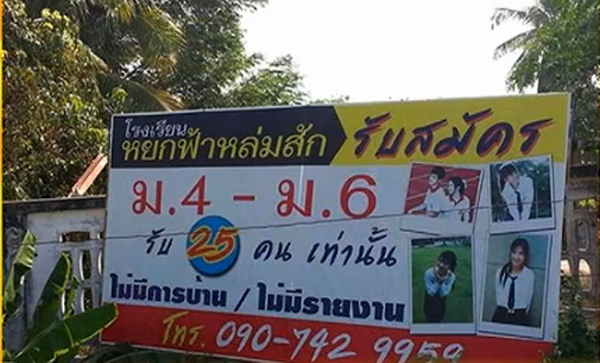 โรงเรียน
หยกฟ้าหล่มสัก
รับสมัคร
ม.4 - ม.6
รับ 25 คน เท่านั้น
ไม่มีการบ้าน / ไม่มีรายงาน
โทร. 090-742 9959